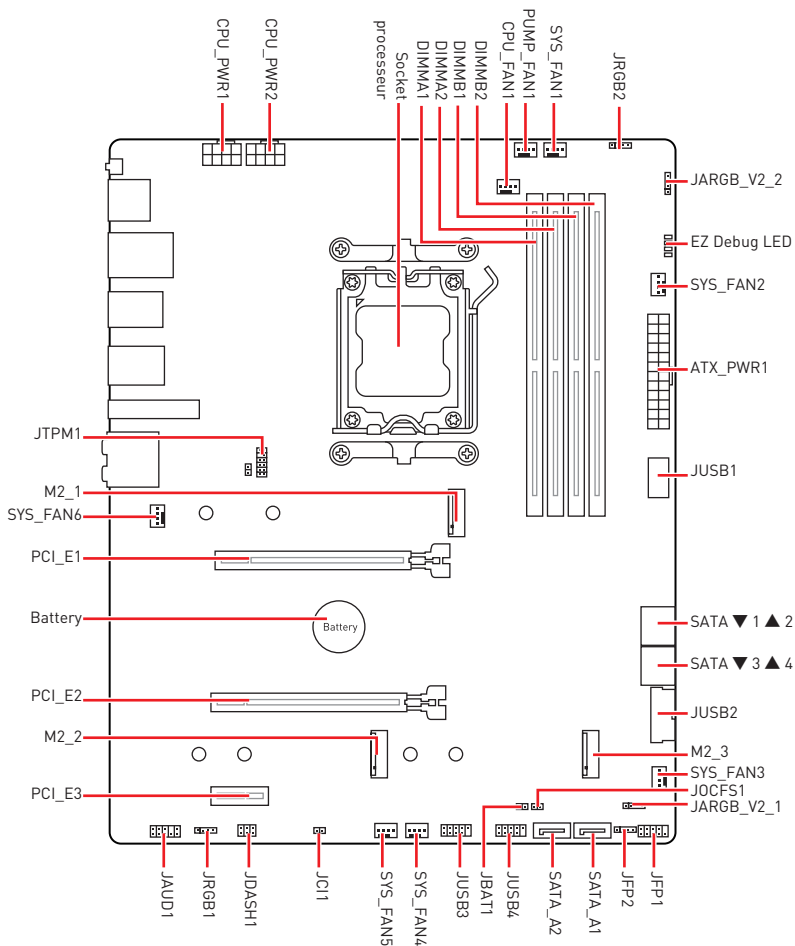 CPU_PWR1
CPU_PWR2
Socket
processeur
DIMMA1
DIMMA2
DIMMB1
DIMMB2
CPU_FAN1
PUMP_FAN1
SYS_FAN1
JRGB2
JARGB_V2_2
EZ Debug LED
SYS_FAN2
ATX_PWR1
JUSB1
SATA ▼ 1 ▲ 2
SATA ▼ 3 ▲ 4
JUSB2
M2_3
SYS_FAN3
JOCFS1
JARGB_V2_1
JTPM1
M2_1
SYS_FAN6
PCI_E1
Battery
Battery
PCI_E2
M2_2
PCI_E3
JAUD1
JRGB1
JDASH1
JCI1
SYS_FAN5
SYS_FAN4
JUSB3
JBAT1
JUSB4
SATA_A2
SATA_A1
JFP2
JFP1